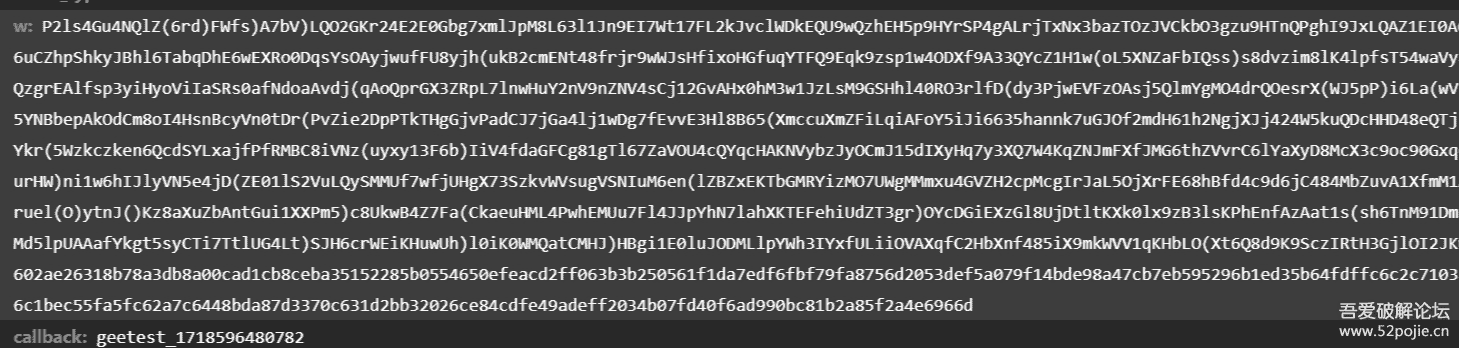 w: P2ls4Gu4NQlZ(6rd)FWfs)A7bV)LQO2GKr24E2E0Gbg7xmlJpM8L63l1Jn9EI7Wt17FL2kJvclWDkEQU9wQzhEH5p9HYrSP4gALrjTxNx3bazTOzJVCkbO3gzu9HTnQPghI9JxLQAZ1EI0A
6uCZhpShkyJBhl6TabqDhE6wEXRo0DqsYsOAyjwufFU8yjh(ukB2cmENt48frjr9wWJsHfixoHGfuqYTFQ9Eqk9zsp1w4ODXf9A33QYcZ1H1w(oL5XNZaFbIQss)s8dvzim8lK4lpfsT54waVy
QzgrEAlfsp3yiHyoViIaSRs0afNdoaAvdj(qAoQprGX3ZRpL7lnwHuY2nV9nZNV4sCj12GvAHx0hM3w1JzLsM9GSHhl40RO3rlfD(dy3PjwEVFzOAsj5QlmYgMO4drQOesrX(WJ5pP)i6La(wV
5YNBbepAkOdCm8oI4HsnBcyVn0tDr(PvZie2DpPTkTHgGjvPadCJ7jGa4lj1wDg7fEvvE3Hl8B65(XmccuXmZFiLqiAFoY5iJi6635hannk7uGJOf2mdH61h2NgjXJj424W5kuQDcHHD48eQTj
Ykr(5Wzkczken6QcdSYLxajfPfRMBC8iVNz(uyxy13F6b)IiV4fdaGFCg81gTl67ZaVOU4cQYqcHAKNVybzJyOCmJ15dIXyHq7y3XQ7W4KqZNJmFXfJMG6thZVvrC6lYaXyD8McX3c9oc90Gxq
urHW)ni1w6hIJlyVN5e4jD(ZE01lS2VuLQySMMUf7wfjUHgX73SzkvWVsugVSNIuM6en(lZBZxEKTbGMRYizMO7UWgMMmxu4GVZH2cpMcgIrJaL5OjXrFE68hBfd4c9d6jC484MbZuvA1XfmM1
ruel(O)ytnJ()Kz8aXuZbAntGui1XXPm5)c8UkwB4Z7Fa(CkaeuHML4PwhEMUu7Fl4JJpYhN7lahXKTEFehiUdZT3gr)OYcDGiEXzGl8UjDtltKXk0lx9zB3lsKPhEnfAzAat1s(sh6TnM91Dm
Md5lpUAAafYkgt5syCTi7TtlUG4Lt)SJH6crWEiKHuwUh)l0iK0WMQatCMHJ)HBgi1E0luJODMLlpYWh3IYxfULiiOVAXqfC2HbXnf485iX9mkWVV1qKHbLO(Xt6Q8d9K9SczIRtH3GjlOI2JK
602ae26318b78a3db8a00cad1cb8ceba35152285b0554650efeacd2ff063b3b250561f1da7edf6fbf79fa8756d2053def5a079f14bde98a47cb7eb595296b1ed35b64fdffc6c2c7103
6c1bec55fa5fc62a7c6448bda87d3370c631d2bb32026ce84cdfe49adeff2034b07fd40f6ad990bc81b2a85f2a4e6966d
吾爱破解论坛
callback: geetest_1718596480782
www.52pojie.cn